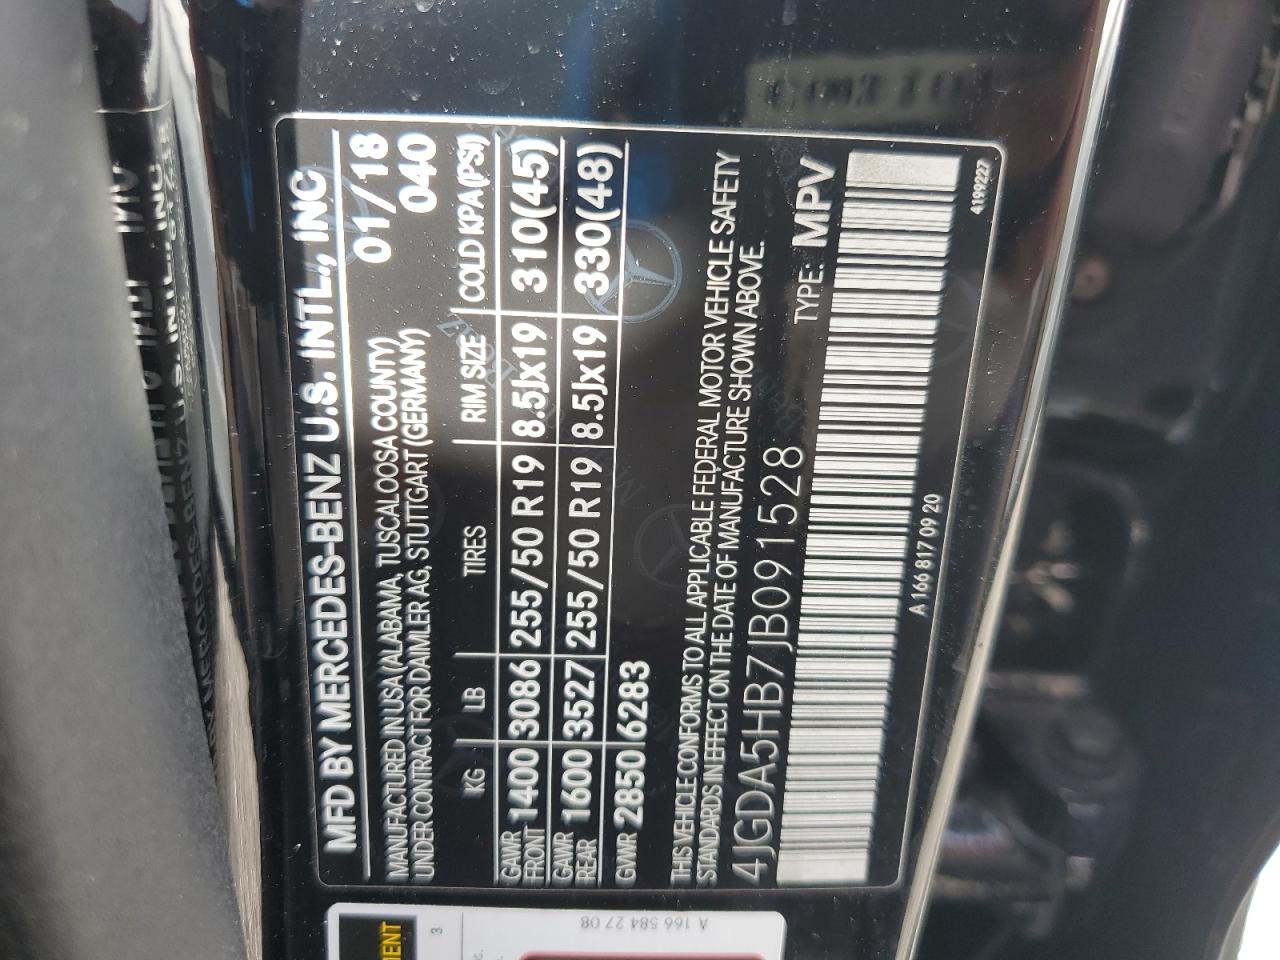 MFD BY MERCEDES-BENZ U.S. INTL., INC
01/18
MANUFACTURED IN USA (ALABAMA, TUSCALOOSA COUNTY)
UNDER CONTRACT FOR DAIMLER AG, STUTTGART (GERMANY)
040
KG LB TIRES RIM SIZE COLD KPA (PSI)
GAWR FRONT 1400 3086 255/50 R19 8.5Jx19 310(45)
GAWR REAR 1600 3527 255/50 R19 8.5Jx19 330(48)
GVWR 2850 6283
THIS VEHICLE CONFORMS TO ALL APPLICABLE FEDERAL MOTOR VEHICLE SAFETY
STANDARDS IN EFFECT ON THE DATE OF MANUFACTURE SHOWN ABOVE.
4JGDA5HB7JB091528 TYPE: MPV
A 166 817 09 20
4199227
A 166 584 27 08
3